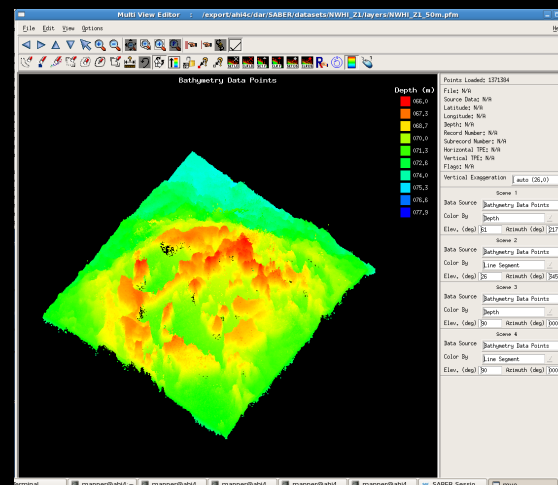 Multi View Editor : /export/ahi4c/dar/SABER/datasets/NWHI_Z1/layers/NWHI_Z1_50m.pfm
File Edit View Options
Bathymetry Data Points
Depth (m)
066,0
067,3
068,7
070,0
071,3
072,6
074,0
075,3
076,6
077,9
Points Loaded: 1371384
File: N/A
Source Data: N/A
Latitude: N/A
Longitude: N/A
Depth: N/A
Record Number: N/A
Subrecord Number: N/A
Horizontal TPE: N/A
Vertical TPE: N/A
Flags: N/A
Vertical Exaggeration auto (26,0)
Scene 1
Data Source Bathymetry Data Points
Color By Depth
Elev. (deg) 61 Azimuth (deg) 217
Scene 2
Data Source Bathymetry Data Points
Color By Line Segment
Elev. (deg) 26 Azimuth (deg) 345
Scene 3
Data Source Bathymetry Data Points
Color By Depth
Elev. (deg) 90 Azimuth (deg) 000
Scene 4
Data Source Bathymetry Data Points
Color By Line Segment
Elev. (deg) 90 Azimuth (deg) 000